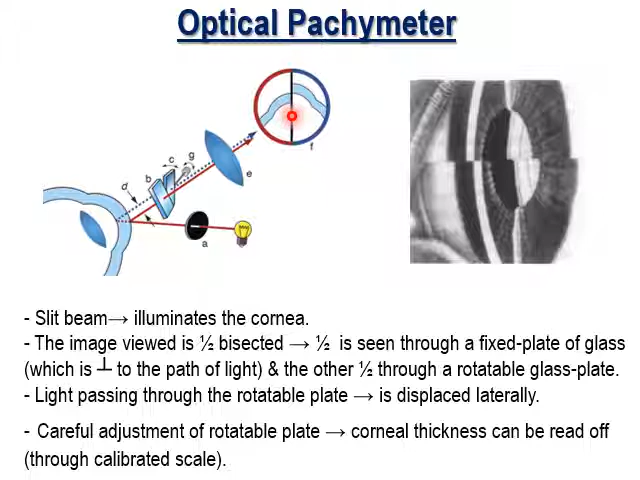 Optical Pachymeter
b
c
g
d
e
f
a
- Slit beam→ illuminates the cornea.
- The image viewed is ½ bisected → ½ is seen through a fixed-plate of glass
(which is ┴ to the path of light) & the other ½ through a rotatable glass-plate.
- Light passing through the rotatable plate → is displaced laterally.
- Careful adjustment of rotatable plate → corneal thickness can be read off
(through calibrated scale).